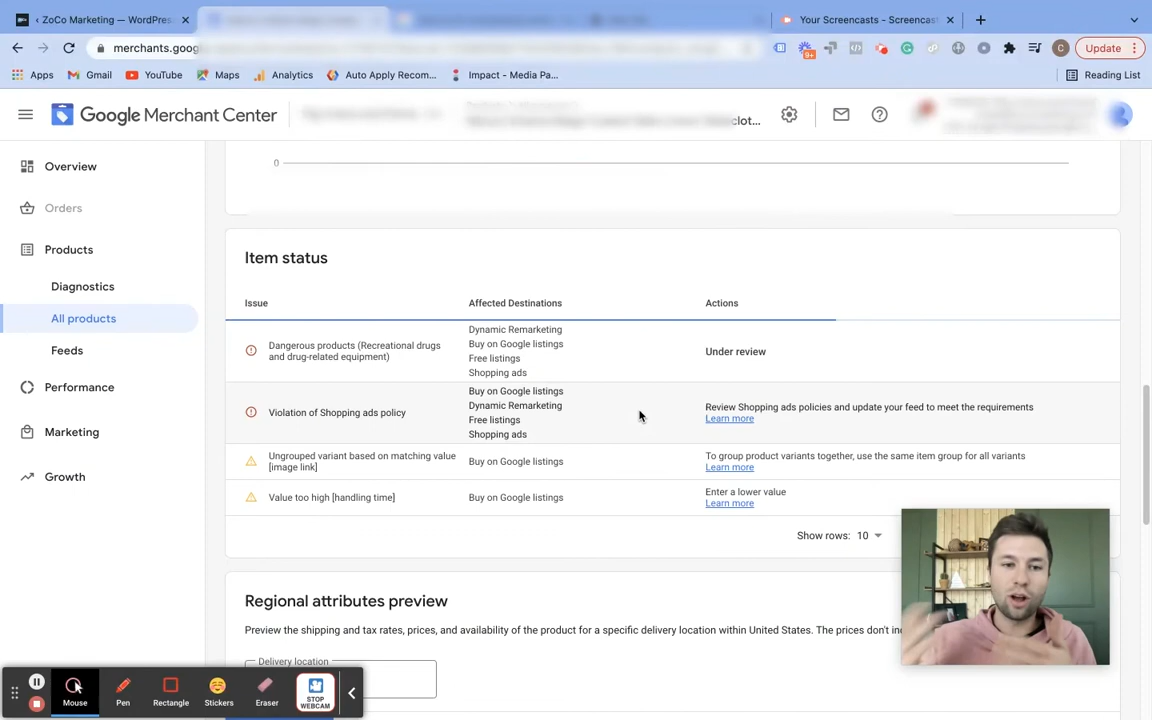 ‹ ZoCo Marketing — WordPres
Your Screencasts - Screencas
merchants.goog
Update
Apps
Gmail
YouTube
Maps
Analytics
Auto Apply Recom...
Impact - Media Pa...
Reading List
Google Merchant Center
clot...
Overview
Orders
Products
Diagnostics
All products
Feeds
Performance
Marketing
Growth
0
Item status
Issue
Affected Destinations
Actions
Dangerous products (Recreational drugs
and drug-related equipment)
Dynamic Remarketing
Buy on Google listings
Free listings
Shopping ads
Under review
Violation of Shopping ads policy
Buy on Google listings
Dynamic Remarketing
Free listings
Shopping ads
Review Shopping ads policies and update your feed to meet the requirements
Learn more
Ungrouped variant based on matching value
[image link]
Buy on Google listings
To group product variants together, use the same item group for all variants
Learn more
Value too high [handling time]
Buy on Google listings
Enter a lower value
Learn more
Show rows: 10
Regional attributes preview
Preview the shipping and tax rates, prices, and availability of the product for a specific delivery location within United States. The prices don't in
Delivery location
Mouse
Pen
Rectangle
Stickers
Eraser
STOP
WEBCAM